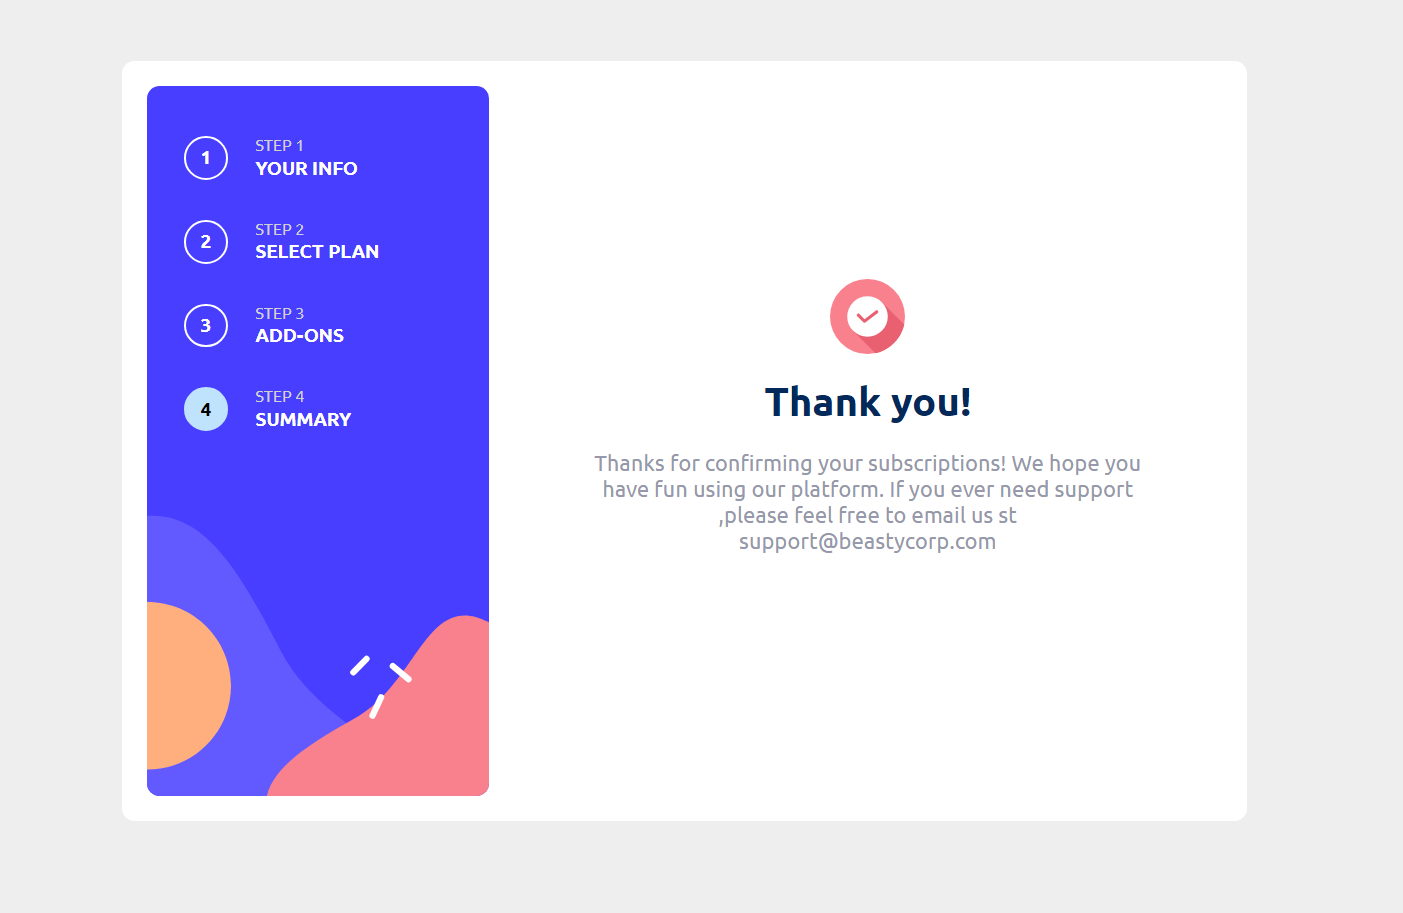 1
STEP 1
YOUR INFO
2
STEP 2
SELECT PLAN
3
STEP 3
ADD-ONS
4
STEP 4
SUMMARY
Thank you!
Thanks for confirming your subscriptions! We hope you
have fun using our platform. If you ever need support
,please feel free to email us st
support@beastycorp.com